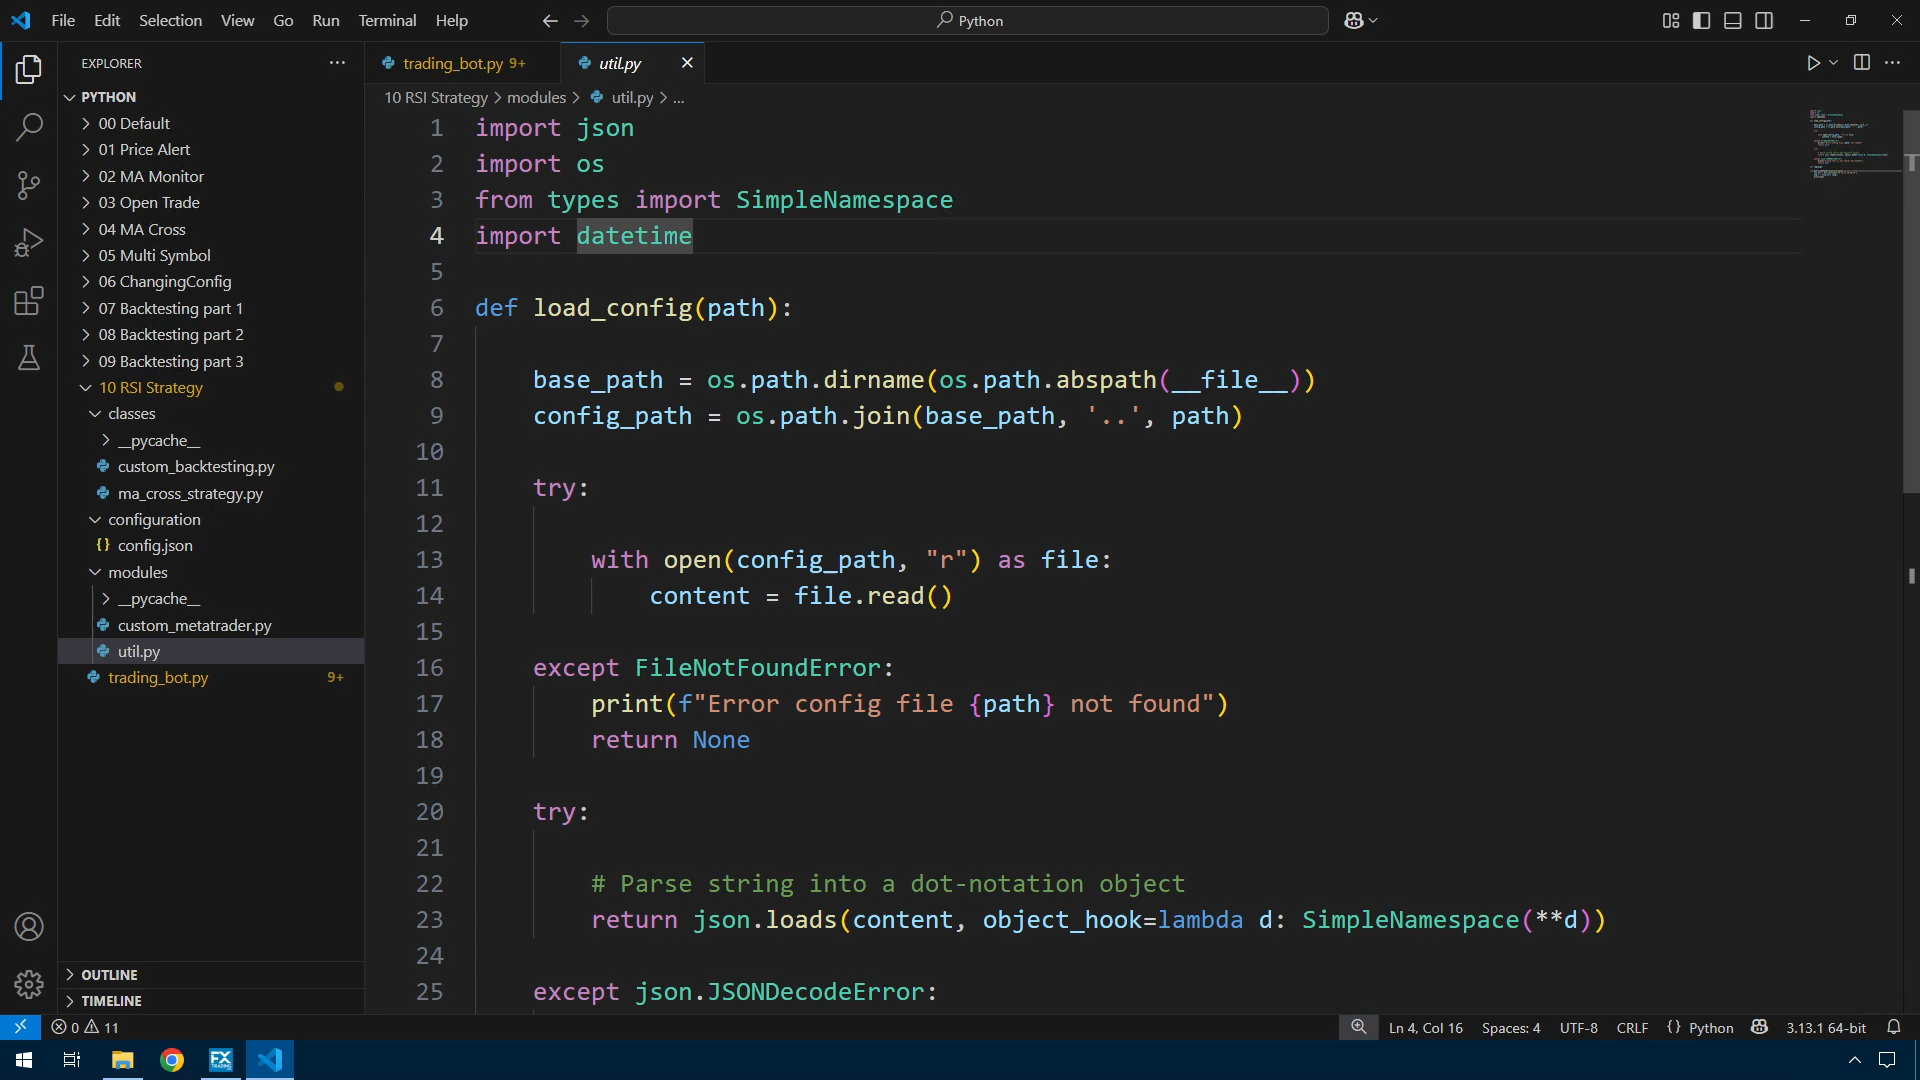 File Edit Selection View Go Run Terminal Help
Python
EXPLORER
PYTHON
00 Default
01 Price Alert
02 MA Monitor
03 Open Trade
04 MA Cross
05 Multi Symbol
06 ChangingConfig
07 Backtesting part 1
08 Backtesting part 2
09 Backtesting part 3
10 RSI Strategy
classes
__pycache__
custom_backtesting.py
ma_cross_strategy.py
configuration
{} config.json
modules
__pycache__
custom_metatrader.py
util.py
trading_bot.py 9+
OUTLINE
TIMELINE
trading_bot.py 9+
util.py
10 RSI Strategy > modules > util.py > ...
1 import json
2 import os
3 from types import SimpleNamespace
4 import datetime
5
6 def load_config(path):
7
8 base_path = os.path.dirname(os.path.abspath(__file__))
9 config_path = os.path.join(base_path, '..', path)
10
11 try:
12
13 with open(config_path, "r") as file:
14 content = file.read()
15
16 except FileNotFoundError:
17 print(f"Error config file {path} not found")
18 return None
19
20 try:
21
22 # Parse string into a dot-notation object
23 return json.loads(content, object_hook=lambda d: SimpleNamespace(**d))
24
25 except json.JSONDecodeError:
0 11
Ln 4, Col 16 Spaces: 4 UTF-8 CRLF {} Python 3.13.1 64-bit
FX
TRADING